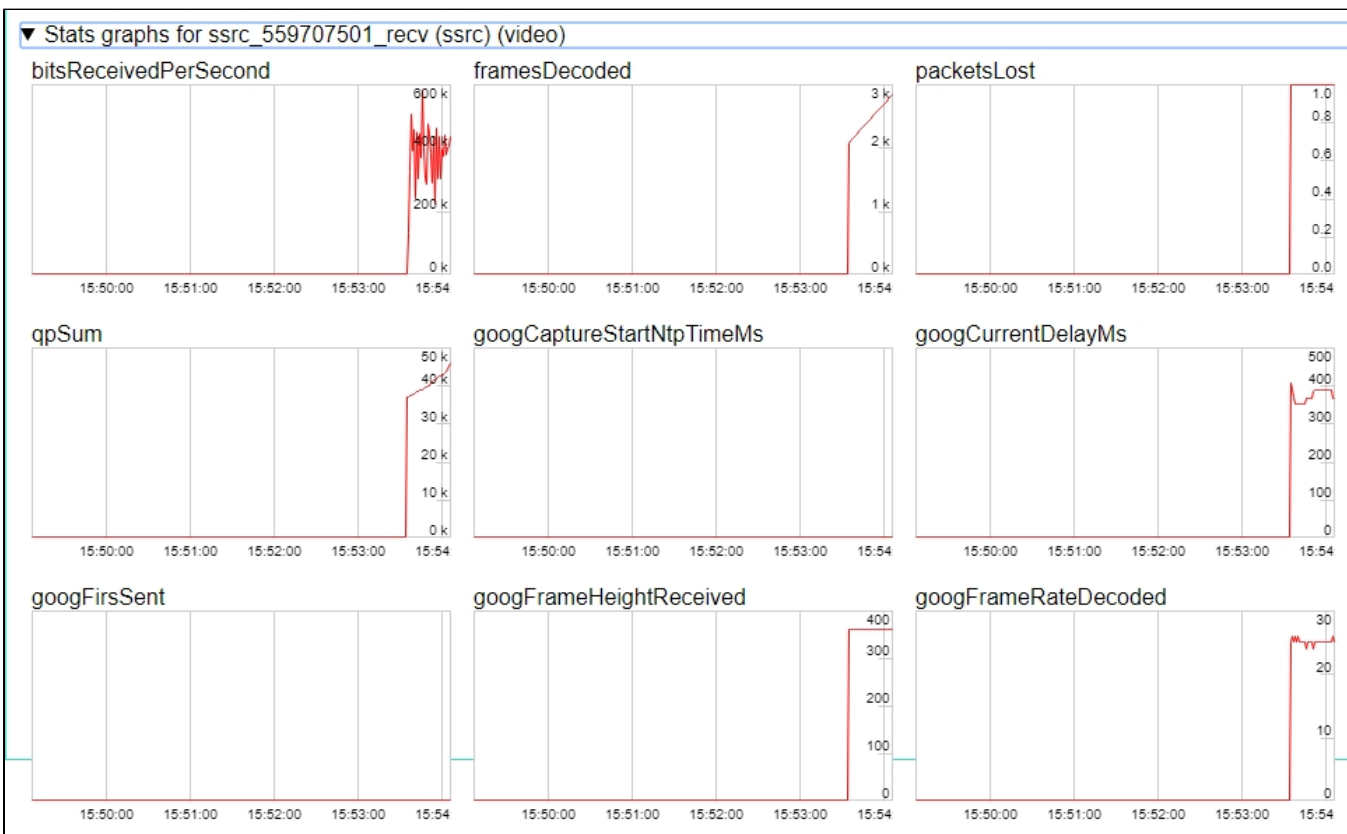 ▼ Stats graphs for ssrc_559707501_recv (ssrc) (video)
bitsReceivedPerSecond framesDecoded packetsLost
600 k 3 k 1.0
0.8
400 k 2 k 0.6
0.4
200 k 1 k 0.2
0 k 0 k 0.0
15:50:00 15:51:00 15:52:00 15:53:00 15:54 15:50:00 15:51:00 15:52:00 15:53:00 15:54 15:50:00 15:51:00 15:52:00 15:53:00 15:54
qpSum googCaptureStartNtpTimeMs googCurrentDelayMs
50 k 500
40 k 400
30 k 300
20 k 200
10 k 100
0 k 0
15:50:00 15:51:00 15:52:00 15:53:00 15:54 15:50:00 15:51:00 15:52:00 15:53:00 15:54 15:50:00 15:51:00 15:52:00 15:53:00 15:54
googFirsSent googFrameHeightReceived googFrameRateDecoded
400 30
300 20
200
100 10
0 0
15:50:00 15:51:00 15:52:00 15:53:00 15:54 15:50:00 15:51:00 15:52:00 15:53:00 15:54 15:50:00 15:51:00 15:52:00 15:53:00 15:54